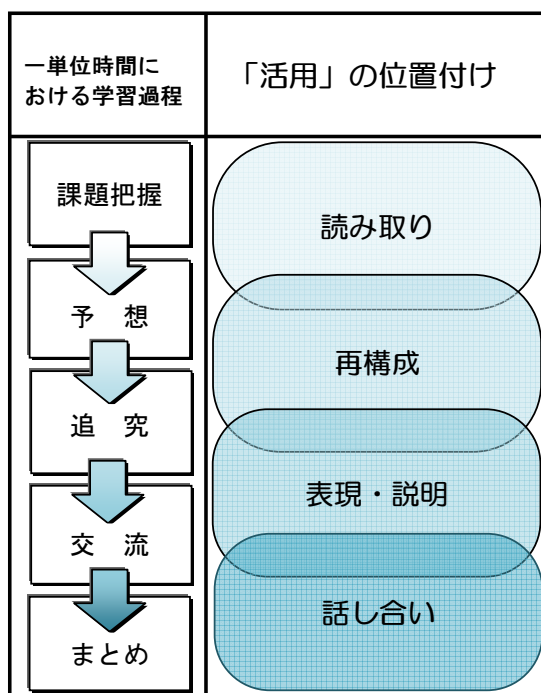 一単位時間に
おける学習過程
「活用」の位置付け
課題把握
予　想
追　究
交　流
まとめ
読み取り
再構成
表現・説明
話し合い